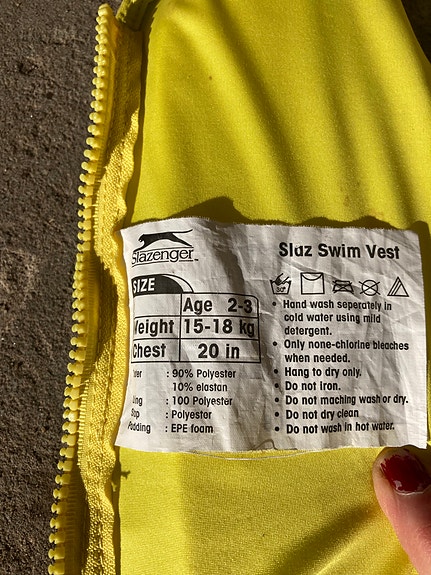 Slazenger
Slaz Swim Vest
SIZE
Age 2-3
Weight 15-18 kg
Chest 20 in
: 90% Polyester
10% elastan
: 100 Polyester
: Polyestor
Padding : EPE foam
30°
• Hand wash seperately in
cold water using mild
detergent.
• Only none-chlorine bleaches
when needed.
• Hang to dry only.
• Do not iron.
• Do not maching wash or dry.
• Do not dry clean
• Do not wash in hot water.